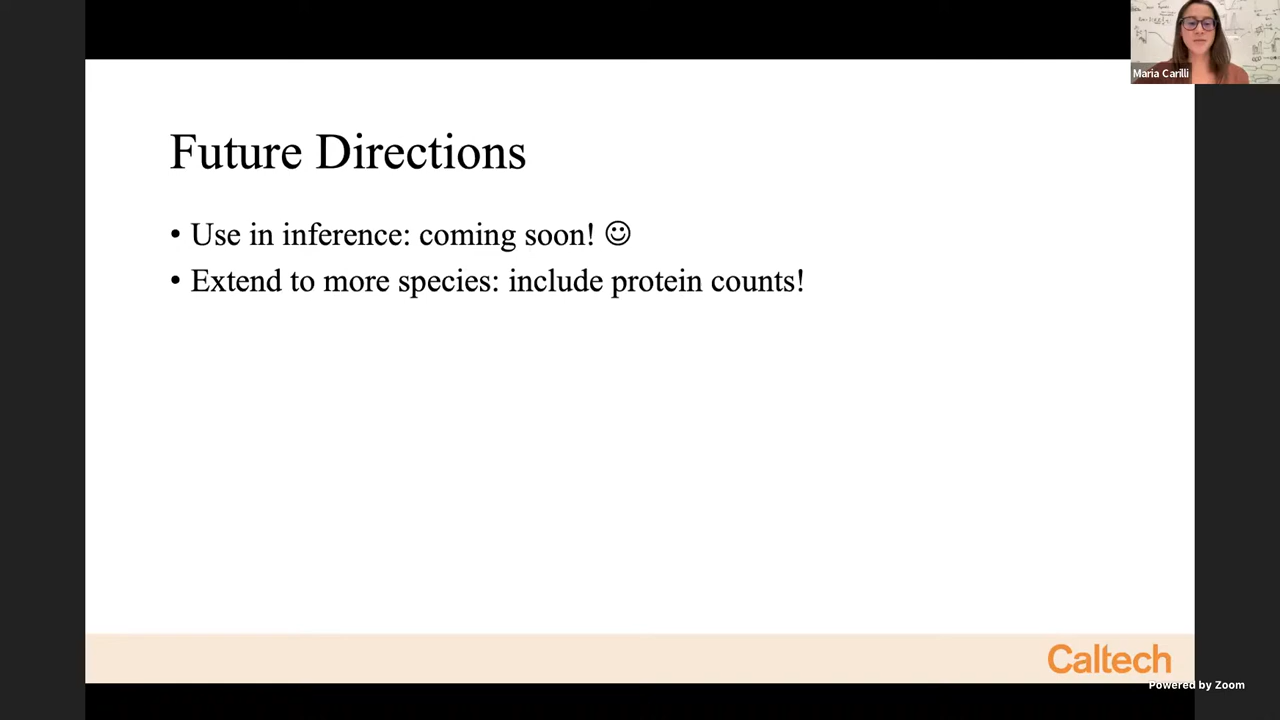 Maria Carilli
Future Directions
• Use in inference: coming soon! ☺
• Extend to more species: include protein counts!
Caltech
Powered by Zoom